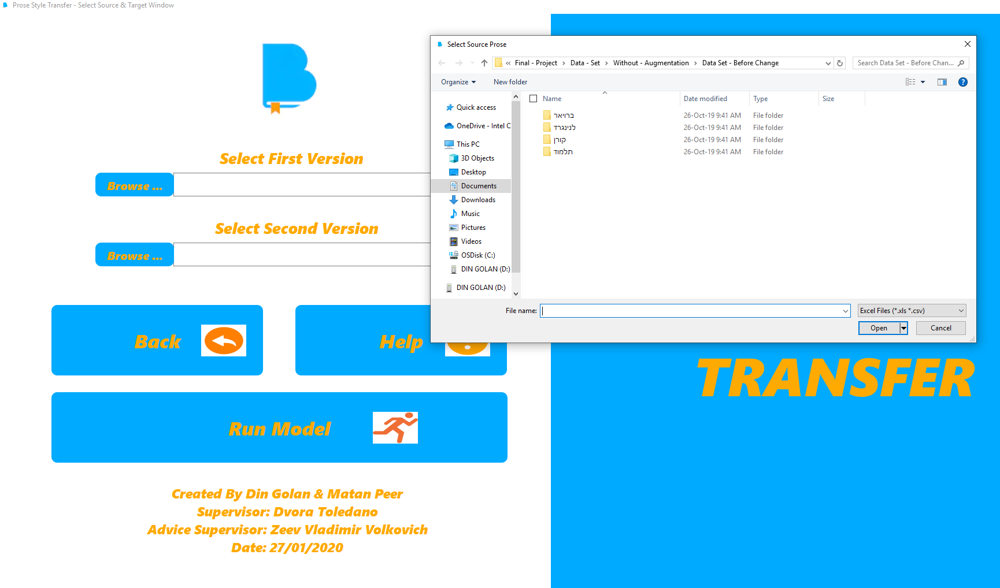 Prose Style Transfer - Select Source & Target Window
Select First Version
Browse ...
Select Second Version
Browse ...
Back
Help
Run Model
Created By Din Golan & Matan Peer
Supervisor: Dvora Toledano
Advice Supervisor: Zeev Vladimir Volkovich
Date: 27/01/2020
TRANSFER
Select Source Prose
« Final - Project > Data - Set > Without - Augmentation > Data Set - Before Change
Search Data Set - Before Chan...
Organize
New folder
Quick access
OneDrive - Intel C
This PC
3D Objects
Desktop
Documents
Downloads
Music
Pictures
Videos
OSDisk (C:)
DIN GOLAN (D:)
DIN GOLAN (D:)
Name Date modified Type Size
ברויאר 26-Oct-19 9:41 AM File folder
לנינגרד 26-Oct-19 9:41 AM File folder
קורן 26-Oct-19 9:41 AM File folder
תלמוד 26-Oct-19 9:41 AM File folder
File name:
Excel Files (*.xls *.csv)
Open
Cancel